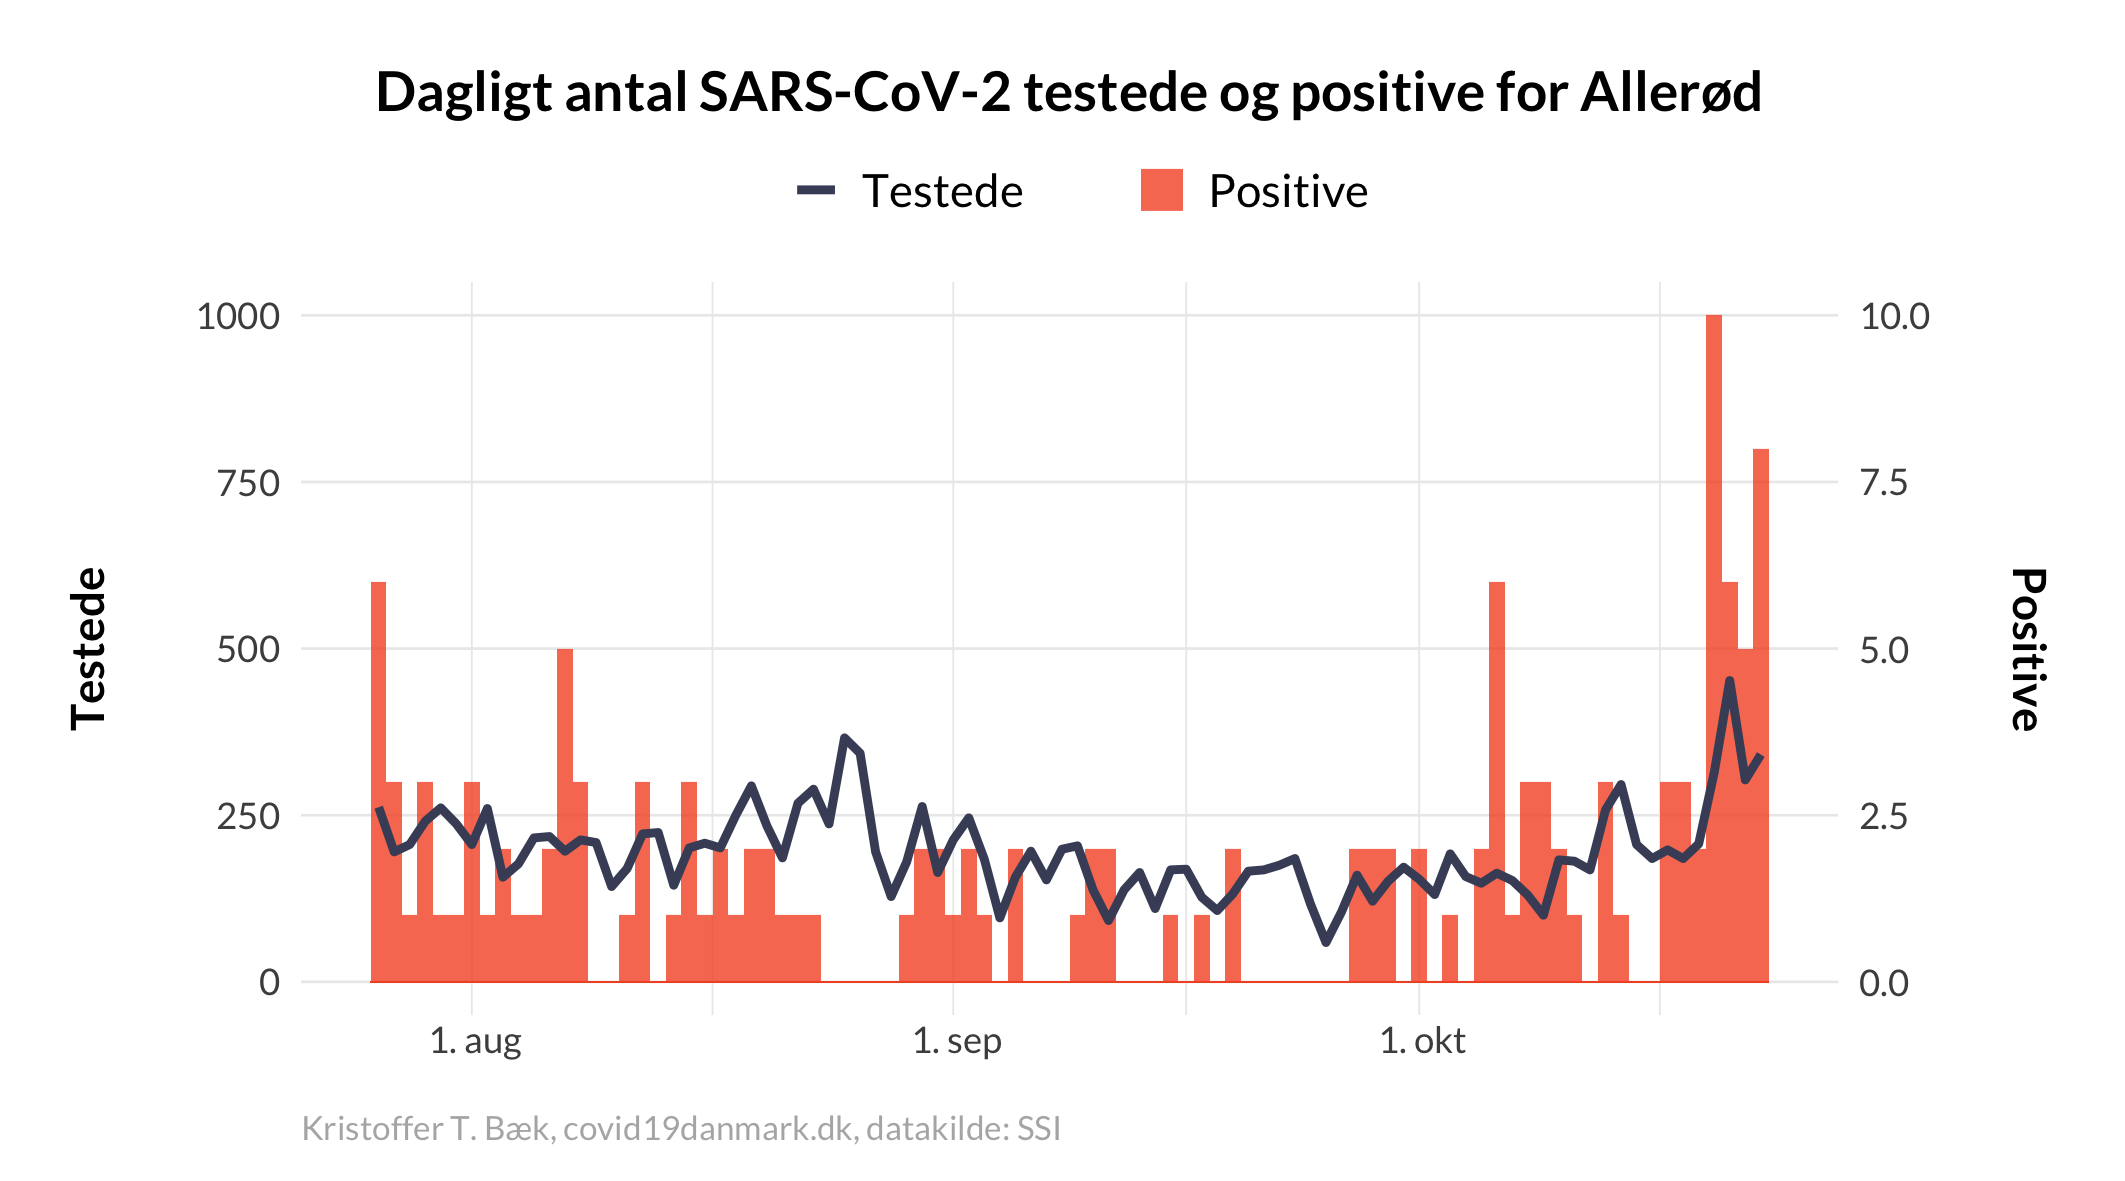 Dagligt antal SARS-CoV-2 testede og positive for Allerød
Testede
Positive
1000
750
500
250
0
10.0
7.5
5.0
2.5
0.0
Testede
Positive
1. aug
1. sep
1. okt
Kristoffer T. Bæk, covid19danmark.dk, datakilde: SSI